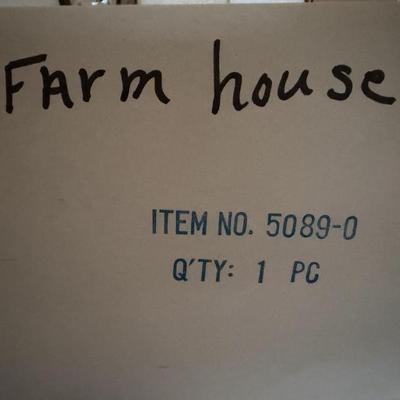 Farm house
ITEM NO. 5089-0
Q'TY: 1 PC